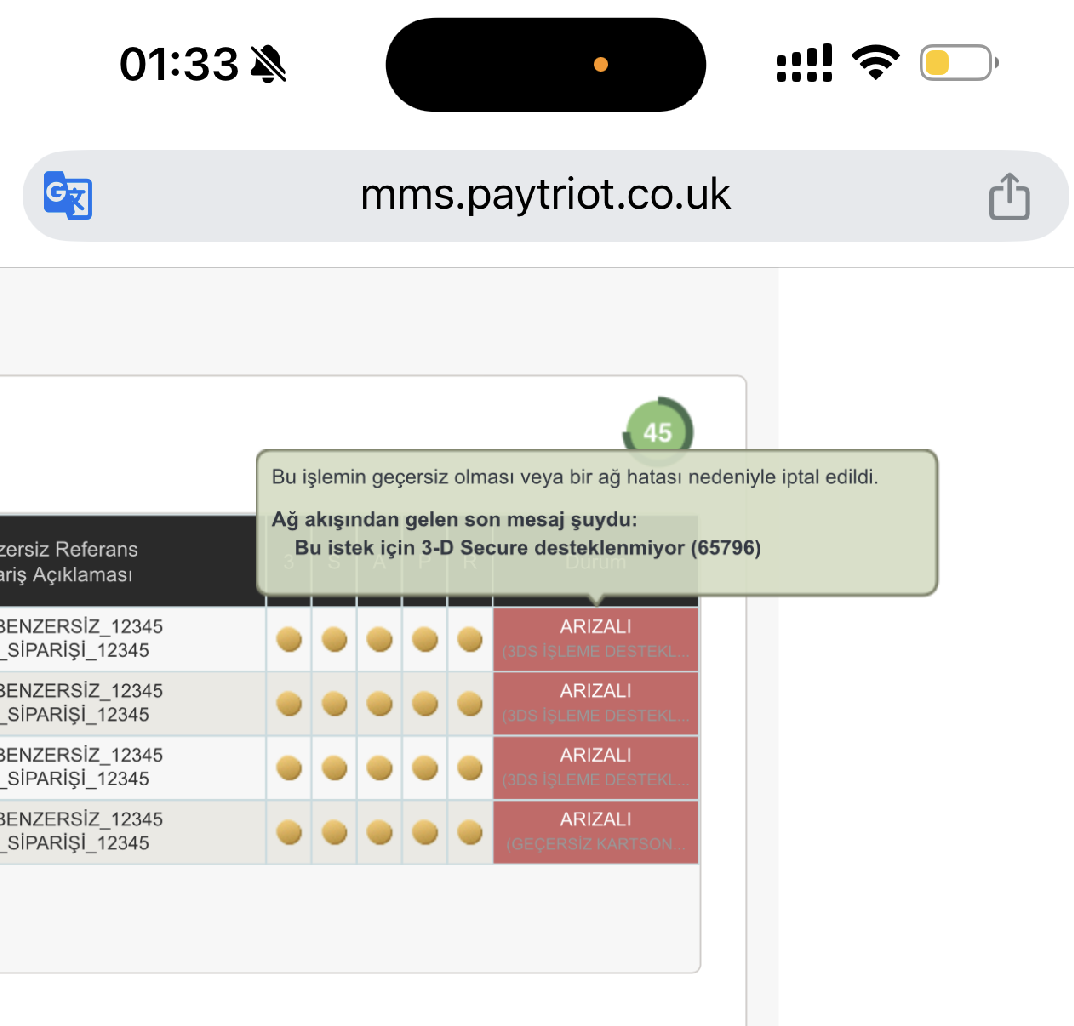 01:33
mms.paytriot.co.uk
45
Bu işlemin geçersiz olması veya bir ağ hatası nedeniyle iptal edildi.
Ağ akışından gelen son mesaj şuydu:
Bu istek için 3-D Secure desteklenmiyor (65796)
zersiz Referans
ariş Açıklaması
3 S A P R Durum
BENZERSİZ_12345
_SİPARİŞİ_12345
ARIZALI
(3DS İŞLEME DESTEKL...
BENZERSİZ_12345
_SİPARİŞİ_12345
ARIZALI
(3DS İŞLEME DESTEKL...
BENZERSİZ_12345
_SİPARİŞİ_12345
ARIZALI
(3DS İŞLEME DESTEKL...
BENZERSİZ_12345
_SİPARİŞİ_12345
ARIZALI
(GEÇERSİZ KARTSON...